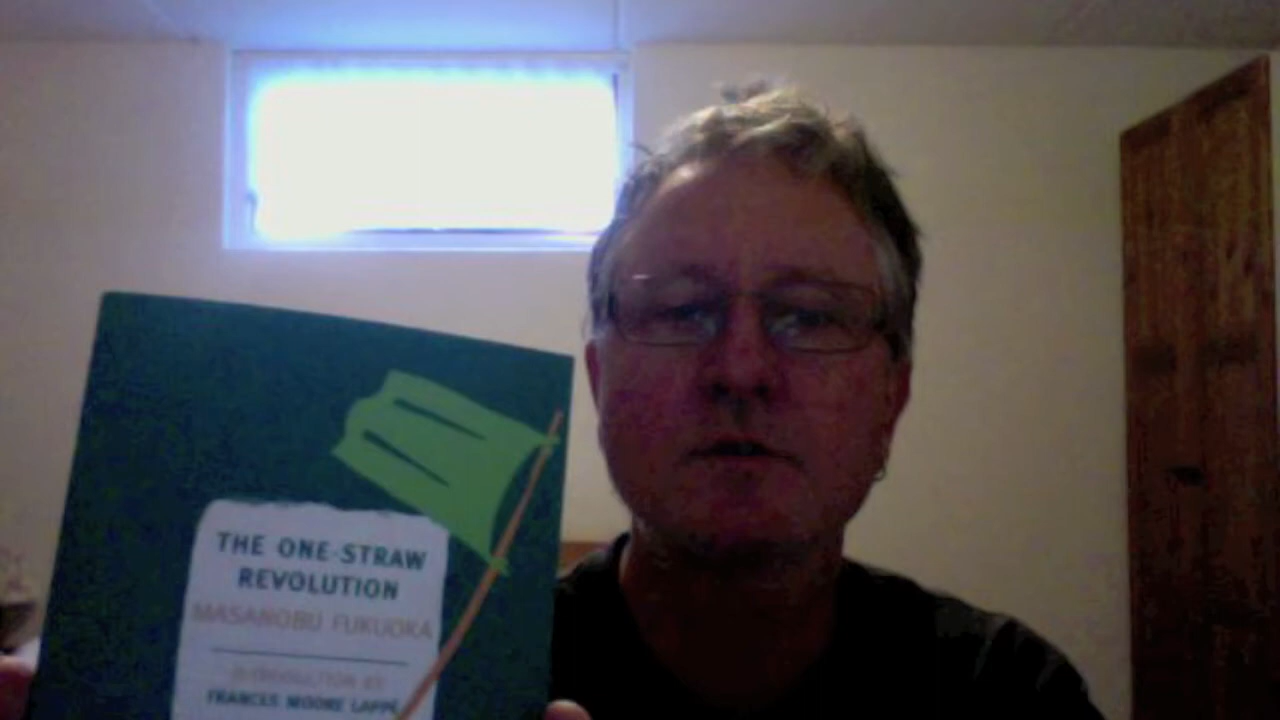 THE ONE-STRAW
REVOLUTION
MASANOBU FUKUOKA
INTRODUCTION BY
FRANCES MOORE LAPPÉ